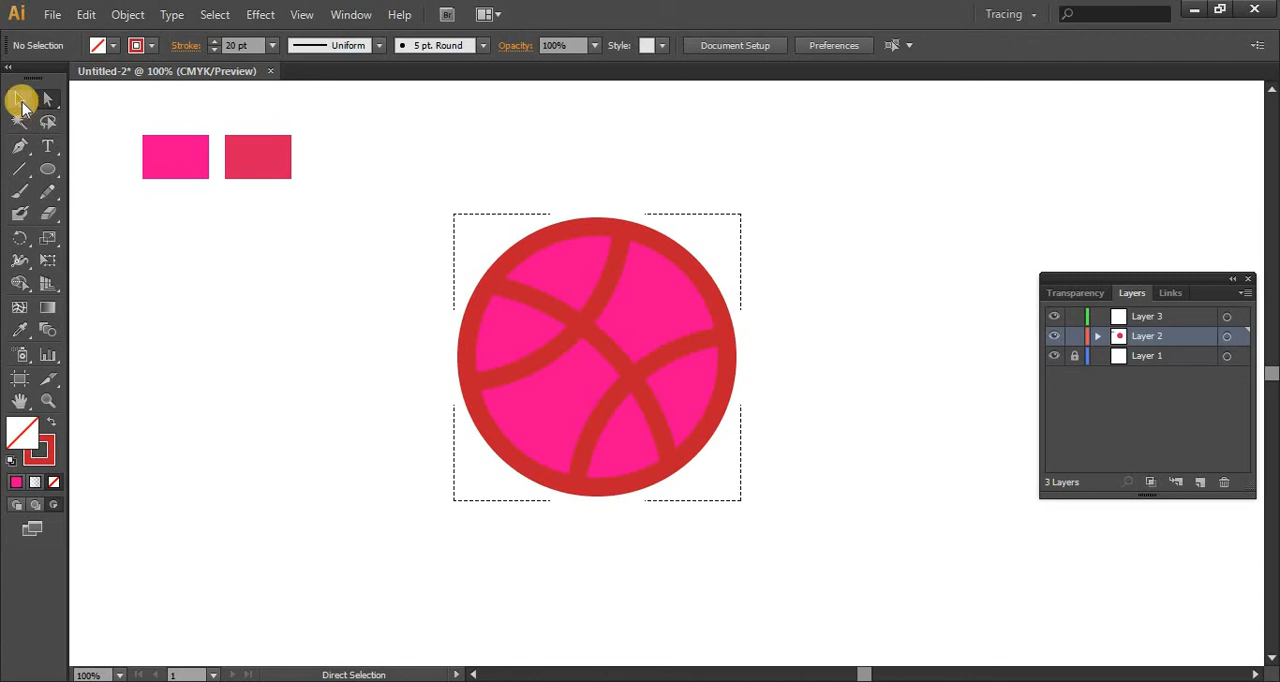 Ai File Edit Object Type Select Effect View Window Help Br Tracing
No Selection Stroke: 20 pt Uniform 5 pt. Round Opacity: 100% Style: Document Setup Preferences
Untitled-2* @ 100% (CMYK/Preview)
T
Transparency Layers Links
Layer 3
Layer 2
Layer 1
3 Layers
100% 1 Direct Selection